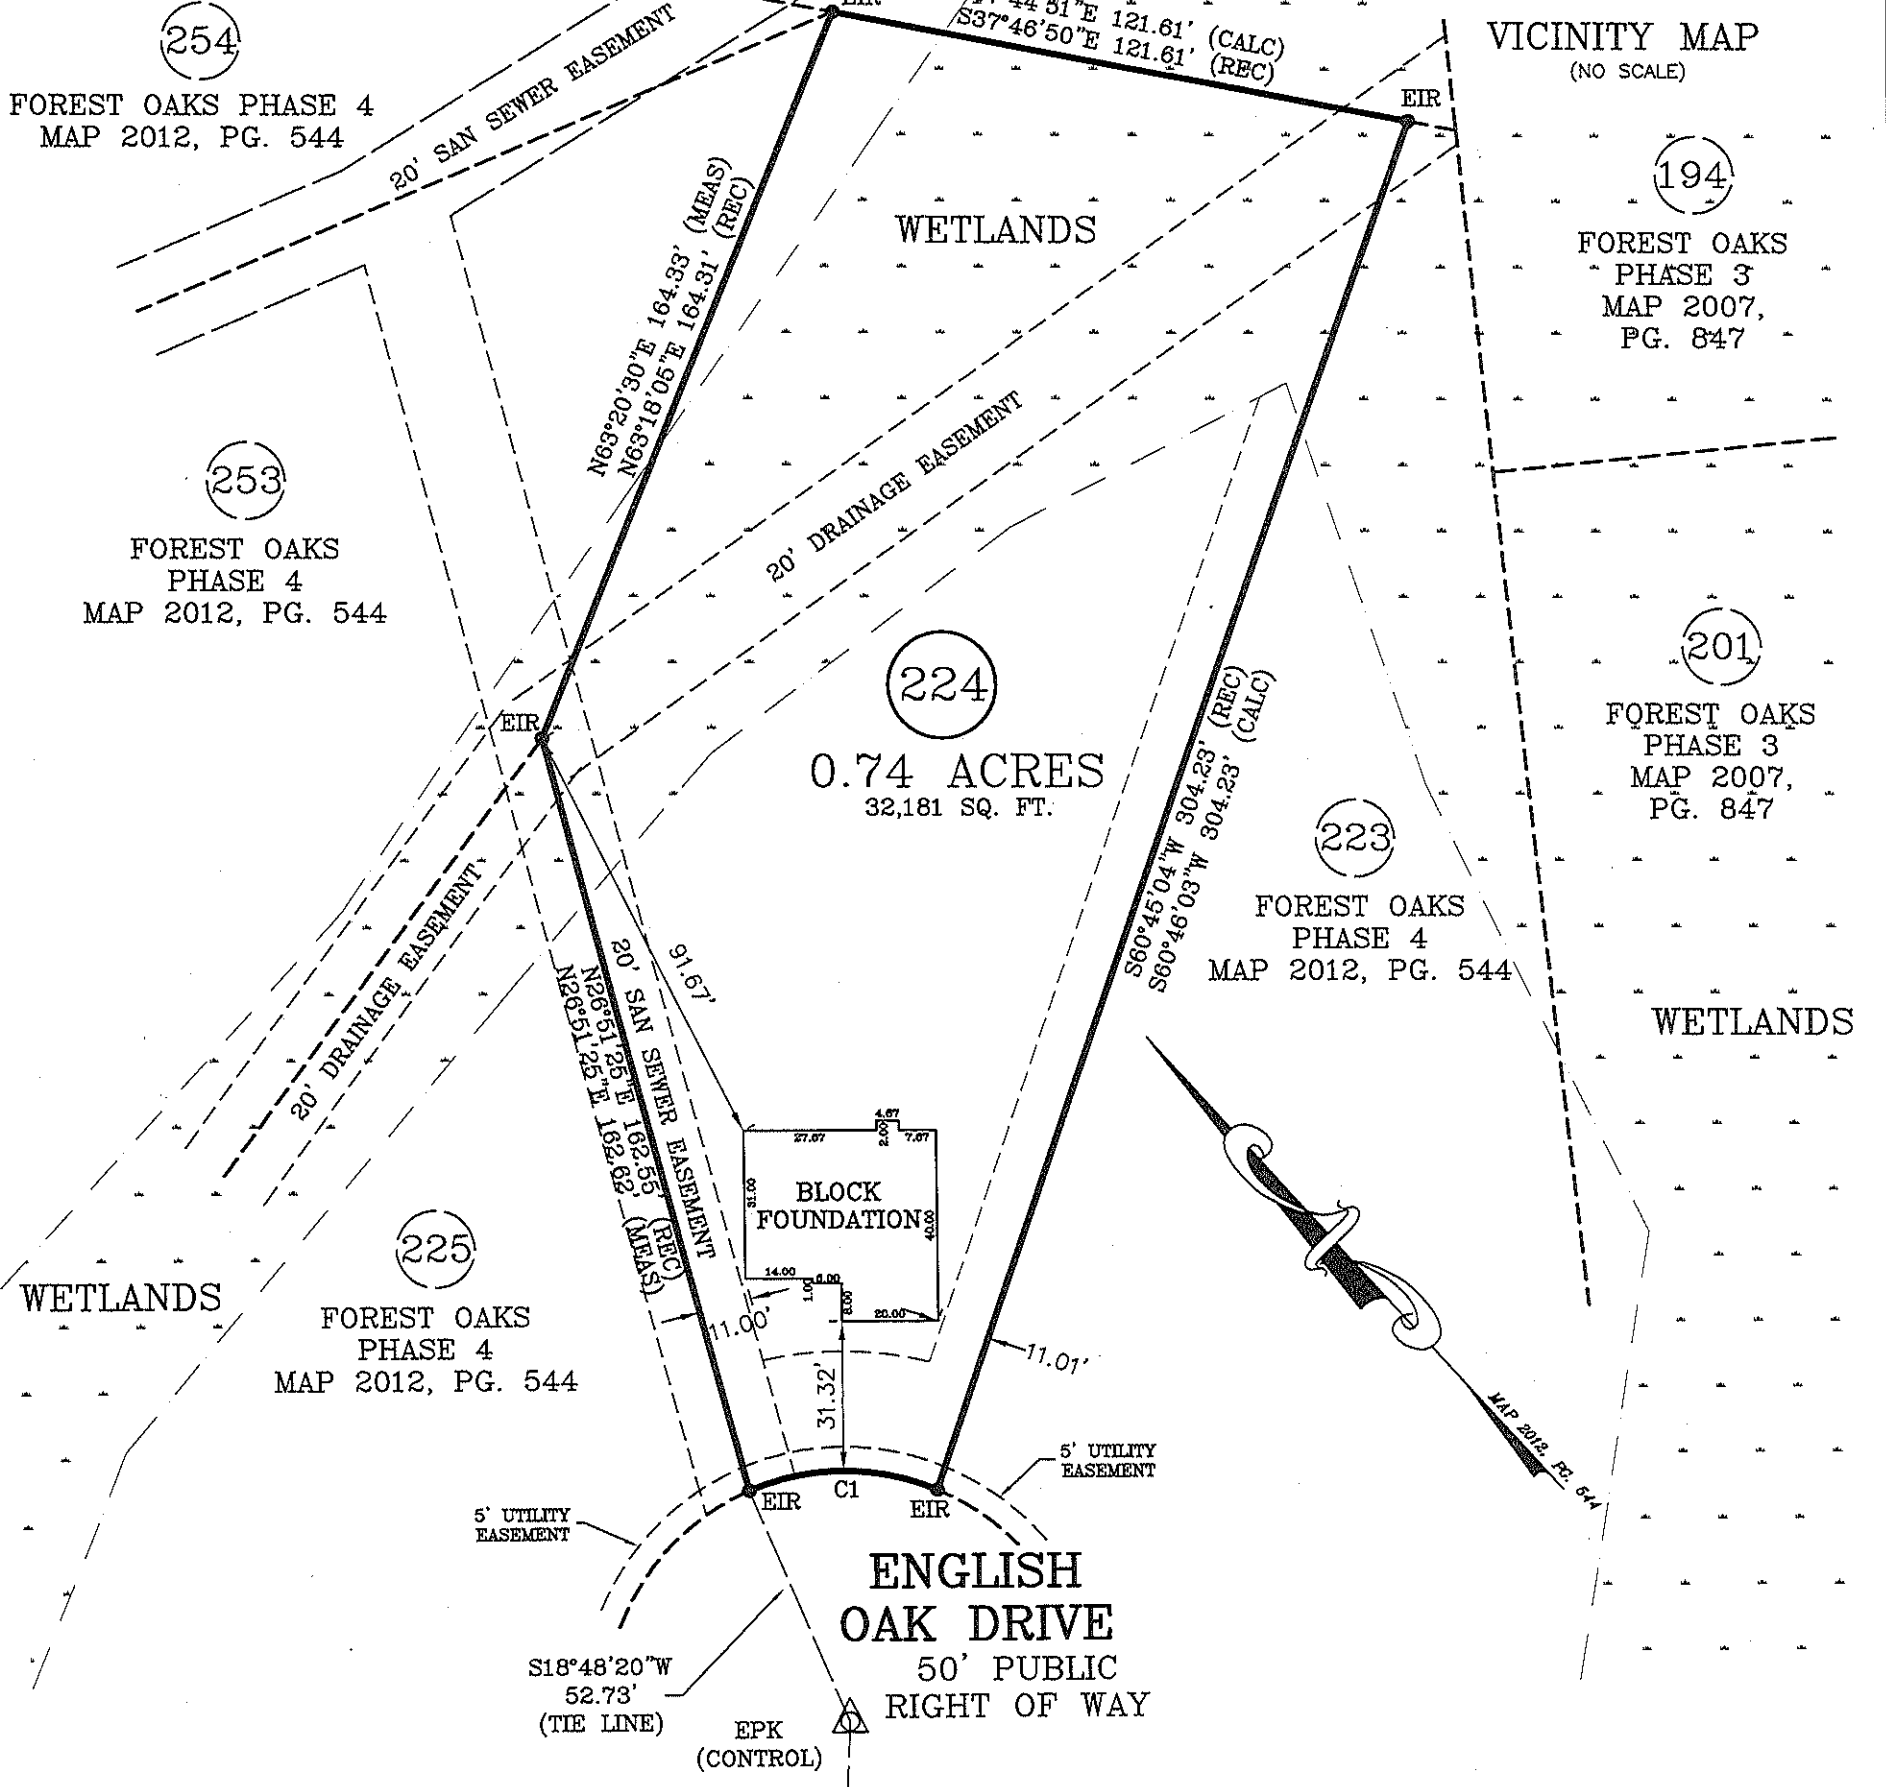 EIR
S37°46'50"E 121.61' (REC)
121.61' (CALC)
VICINITY MAP
(NO SCALE)
254
FOREST OAKS PHASE 4
MAP 2012, PG. 544
20' SAN SEWER EASEMENT
EIR
194
FOREST OAKS
PHASE 3
MAP 2007,
PG. 847
WETLANDS
N63°20'30"E 164.33' (MEAS)
N63°18'05"E 164.31' (REC)
20' DRAINAGE EASEMENT
253
FOREST OAKS
PHASE 4
MAP 2012, PG. 544
224
0.74 ACRES
32,181 SQ. FT.
EIR
201
FOREST OAKS
PHASE 3
MAP 2007,
PG. 847
S60°45'04"W 304.23' (REC)
S60°46'03"W 304.23' (CALC)
223
FOREST OAKS
PHASE 4
MAP 2012, PG. 544
WETLANDS
20' DRAINAGE EASEMENT
91.67'
20' SAN SEWER EASEMENT
N26°51'25"E 162.55' (REC)
N26°51'25"E 162.62' (MEAS)
4.67
27.67
2.00
7.67
31.00
BLOCK
FOUNDATION
40.00
14.00
1.00
6.00
8.00
20.00
11.00'
11.01'
31.32'
225
FOREST OAKS
PHASE 4
MAP 2012, PG. 544
WETLANDS
MAP 2012, PG. 544
5' UTILITY
EASEMENT
5' UTILITY
EASEMENT
EIR
C1
EIR
ENGLISH
OAK DRIVE
50' PUBLIC
RIGHT OF WAY
S18°48'20"W
52.73'
(TIE LINE)
EPK
(CONTROL)